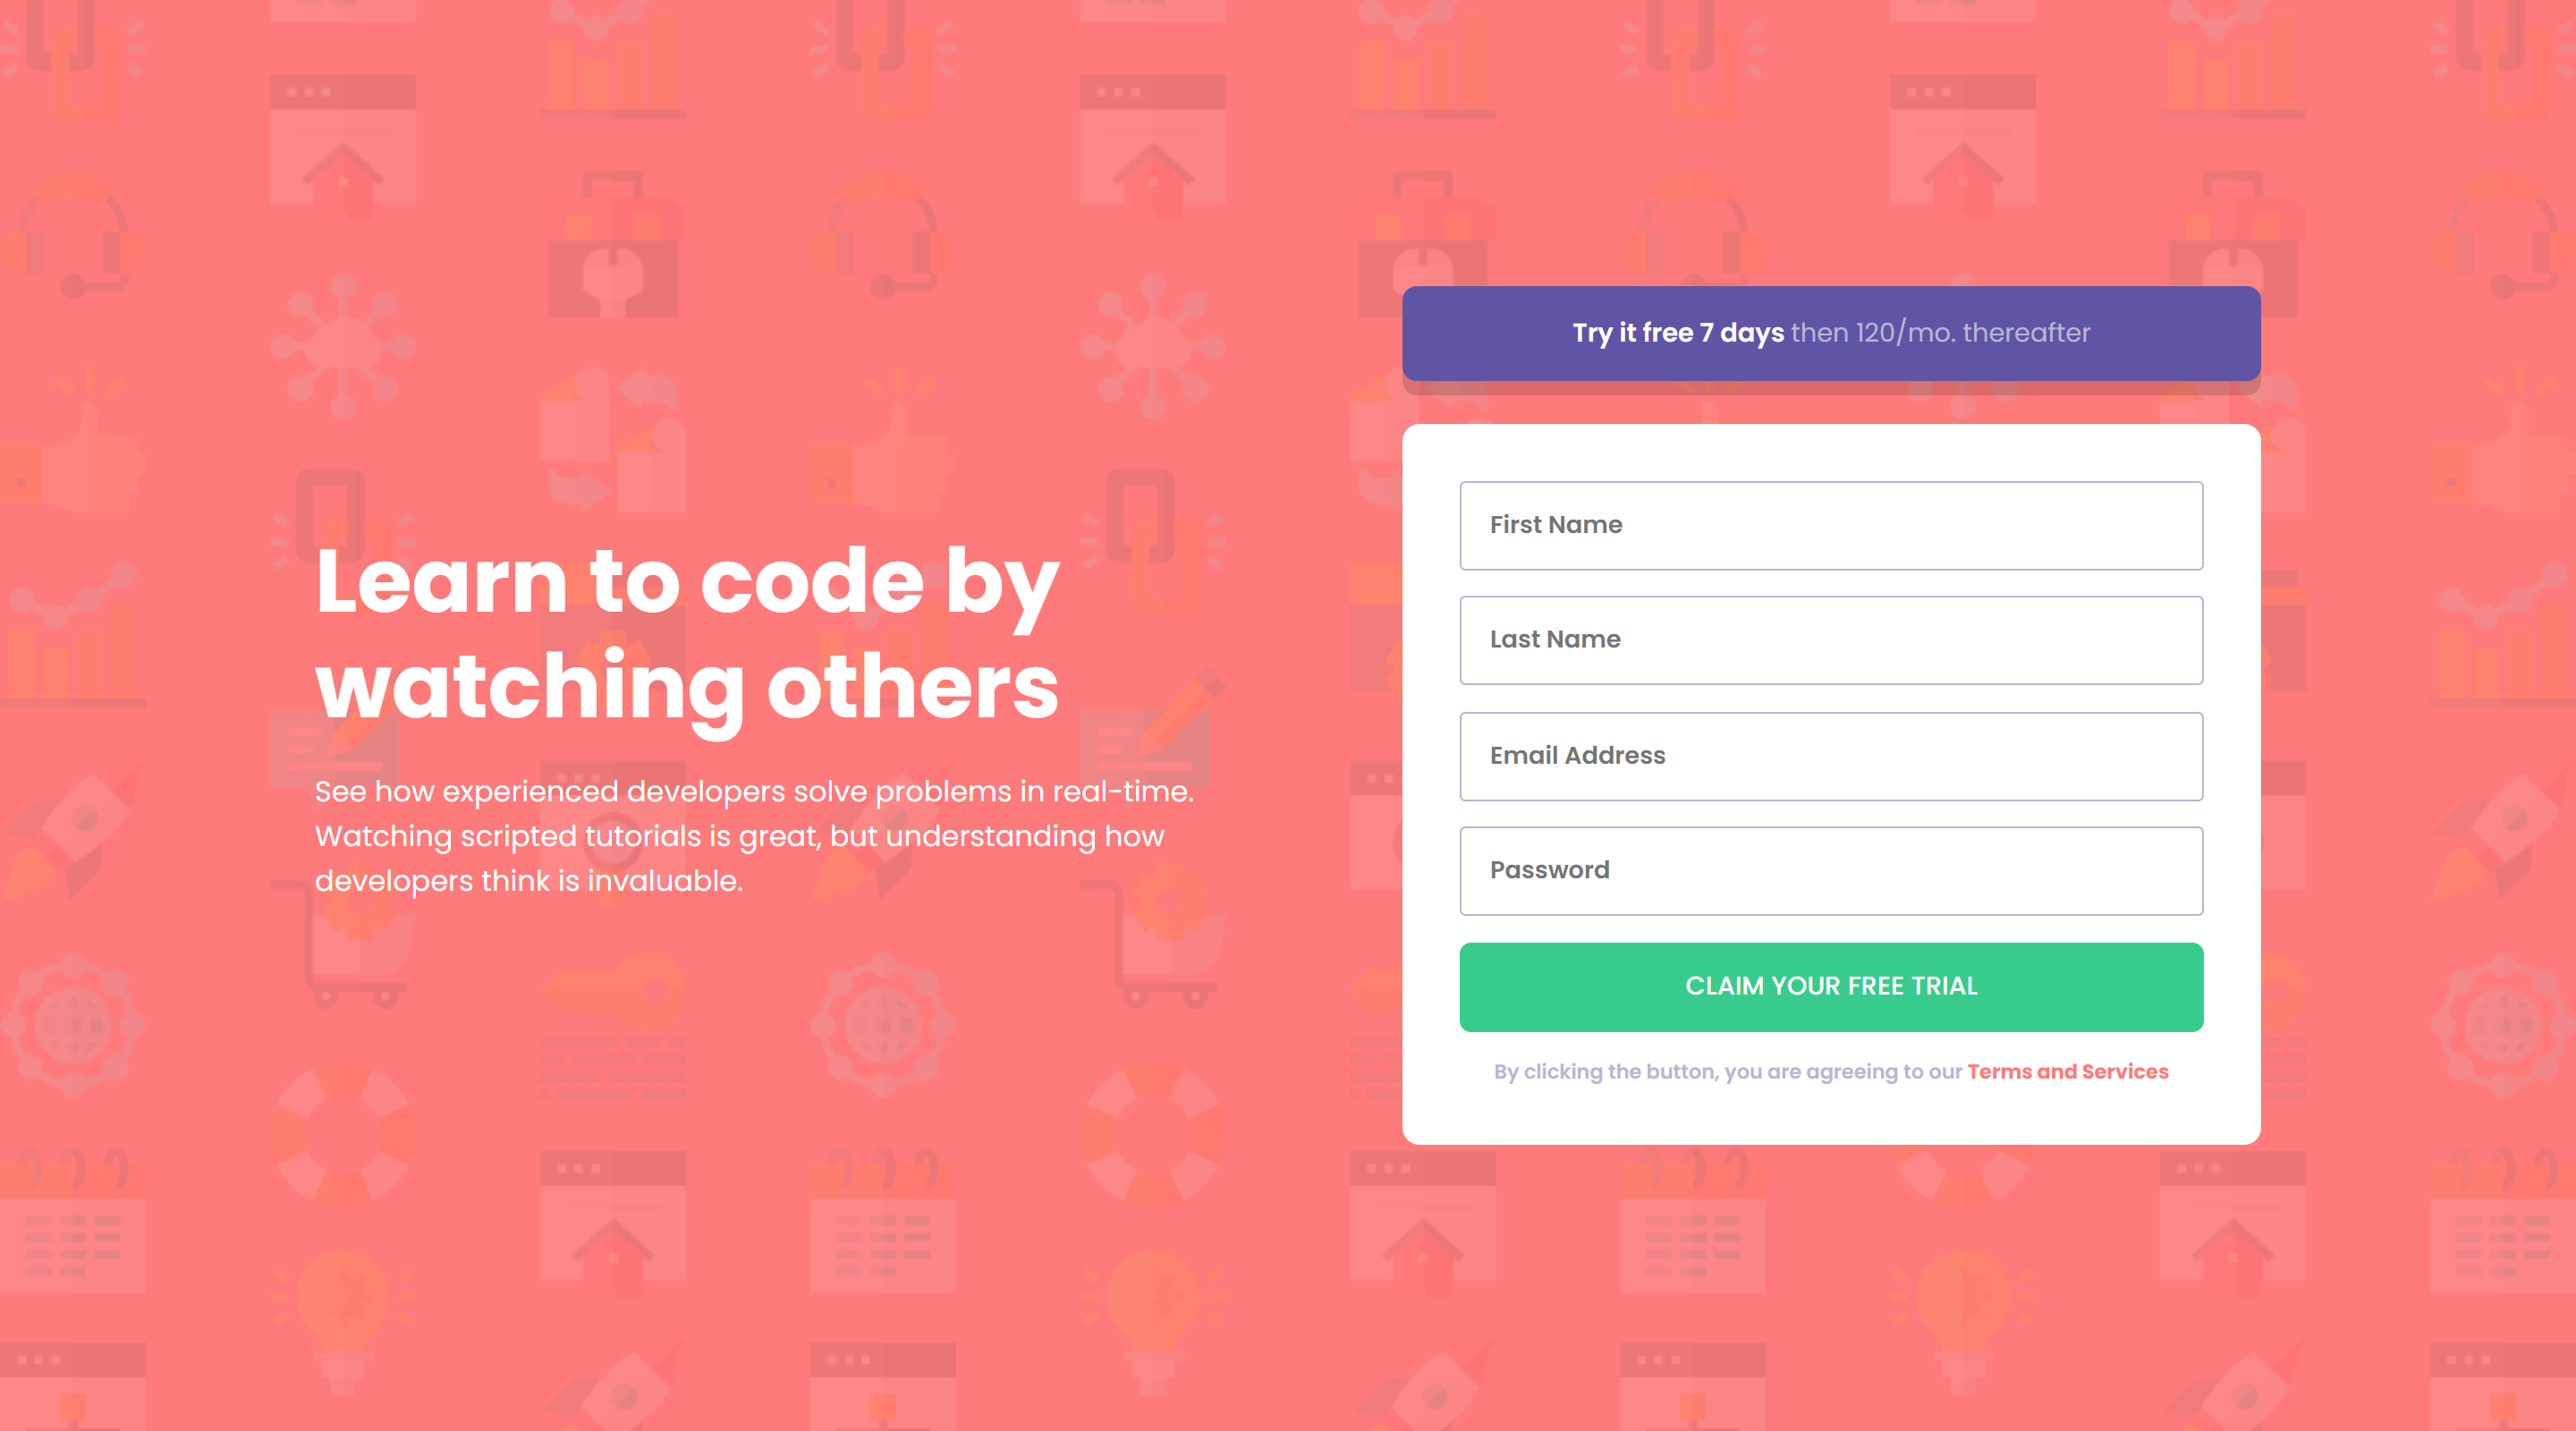 Learn to code by
watching others
See how experienced developers solve problems in real-time.
Watching scripted tutorials is great, but understanding how
developers think is invaluable.
Try it free 7 days then 120/mo. thereafter
First Name
Last Name
Email Address
Password
CLAIM YOUR FREE TRIAL
By clicking the button, you are agreeing to our Terms and Services